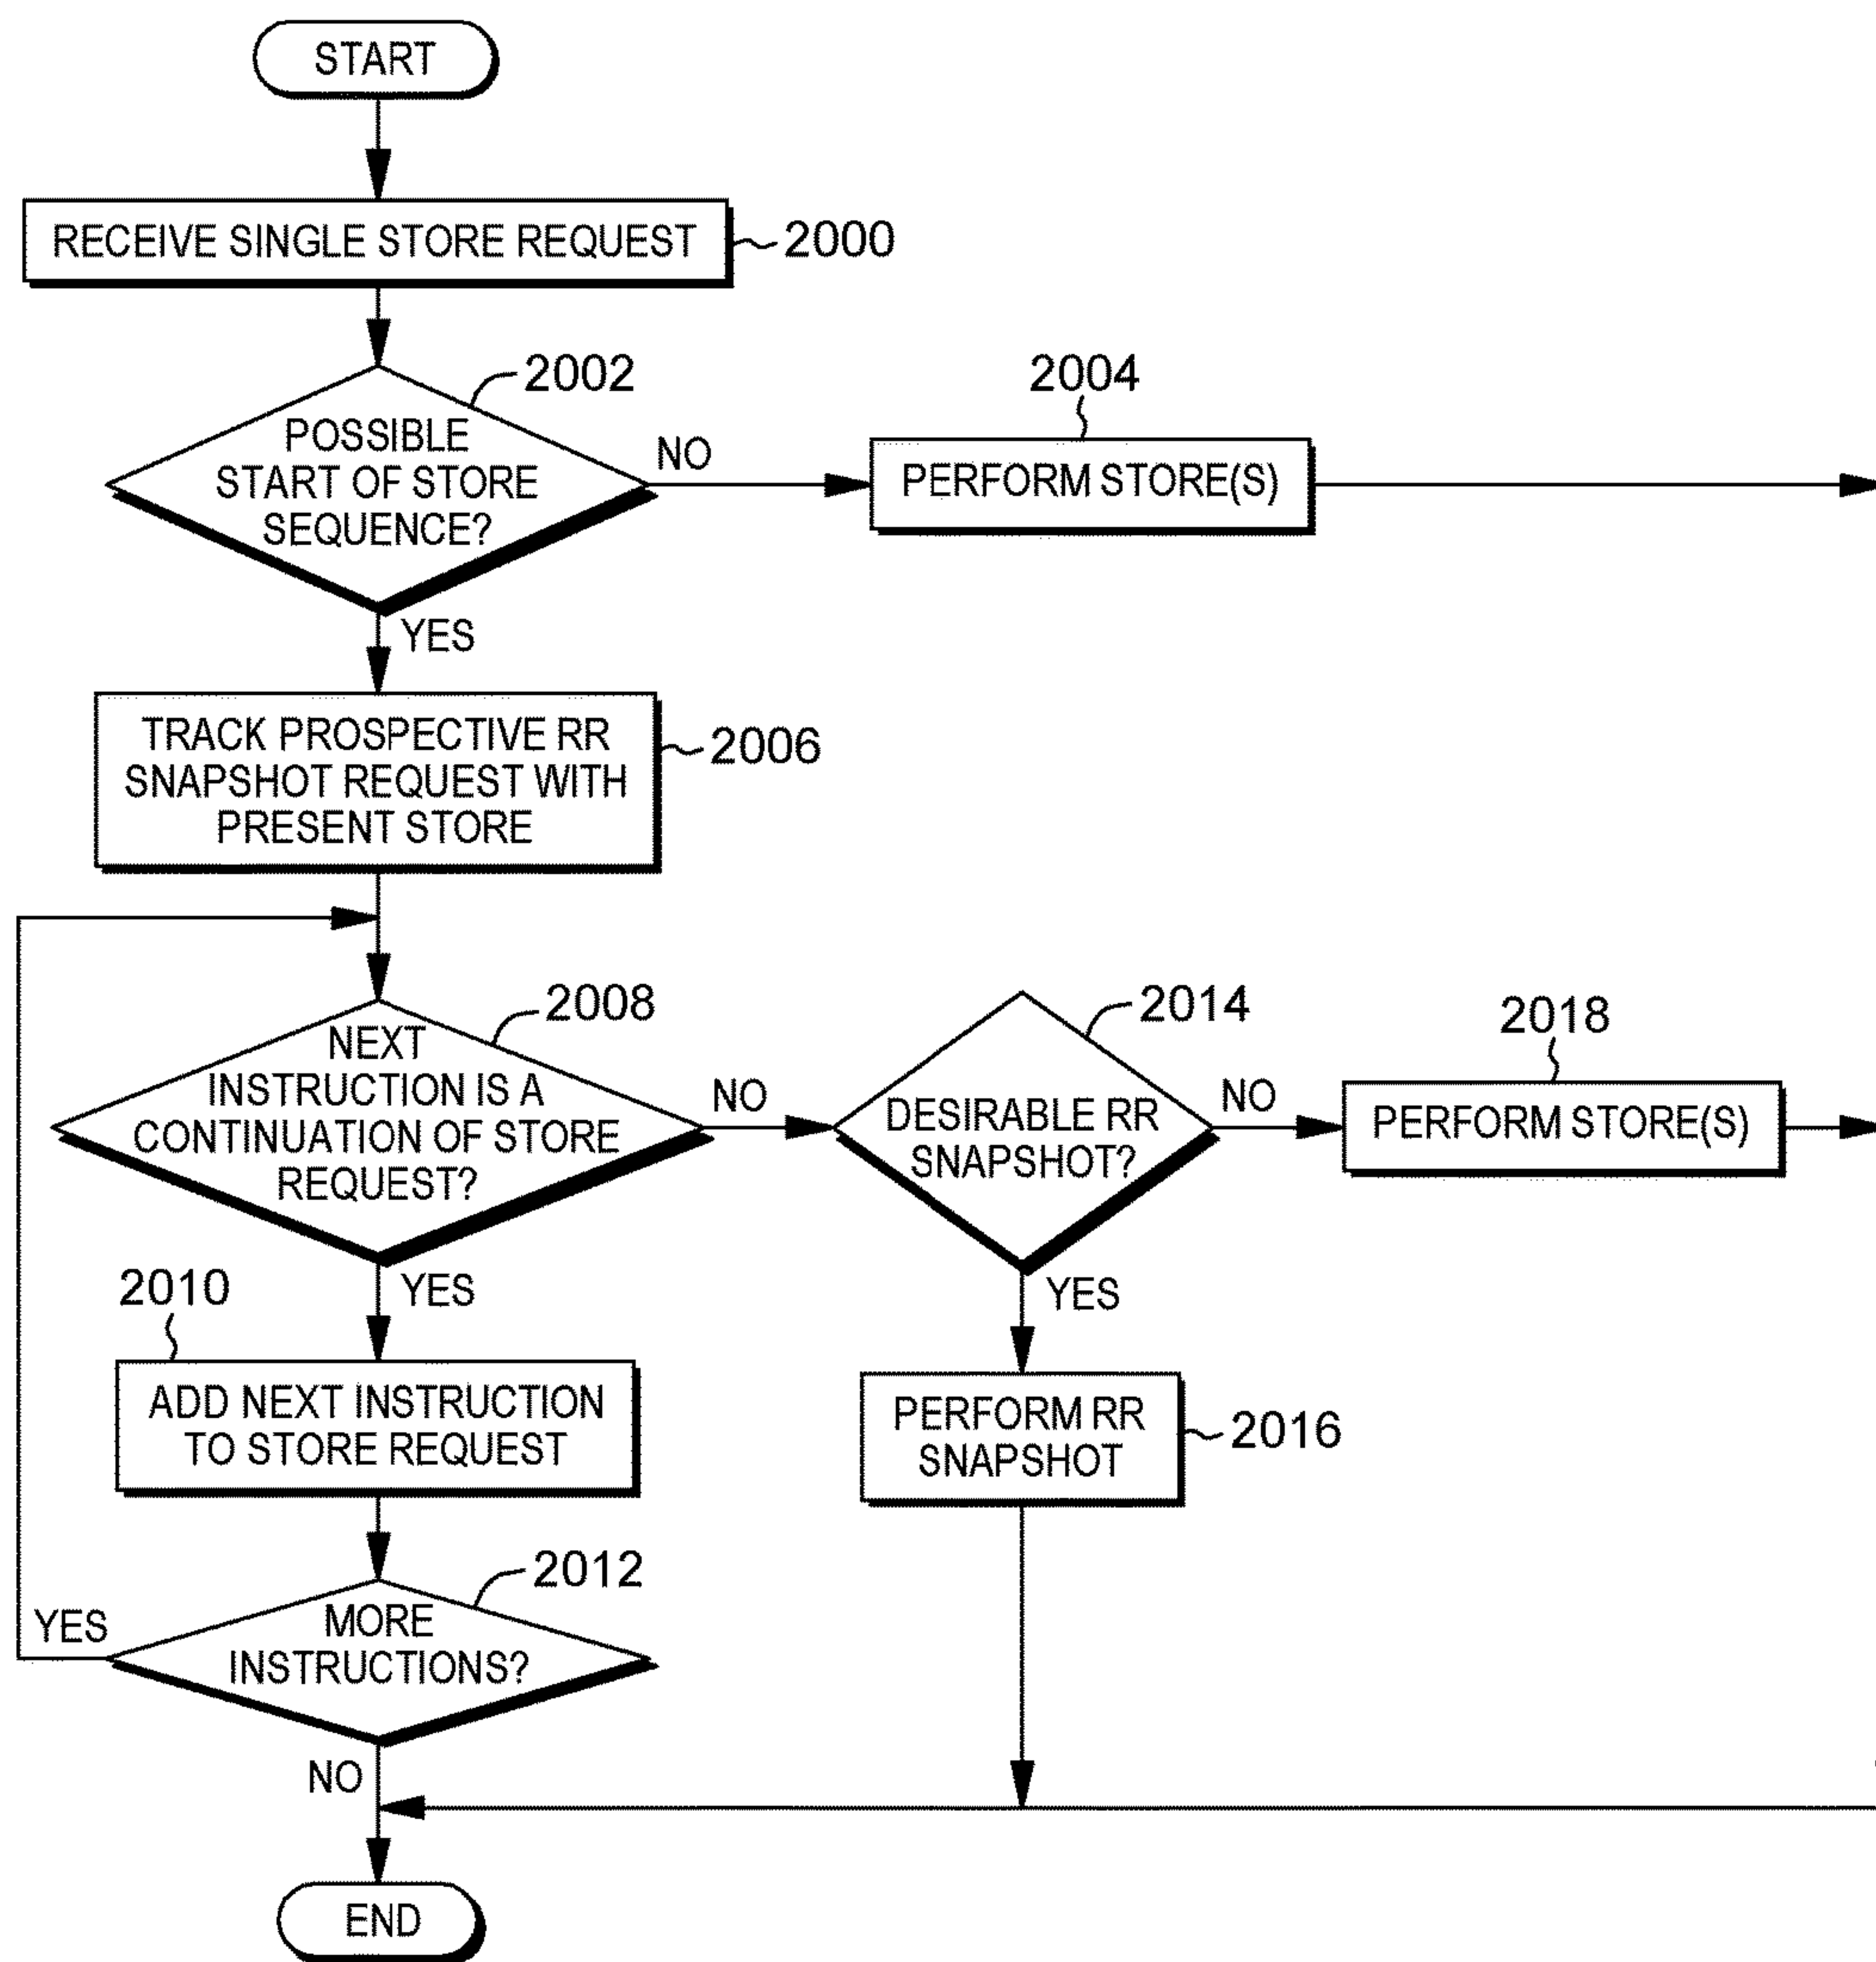 START
RECEIVE SINGLE STORE REQUEST
2000
2002
POSSIBLE
START OF STORE
SEQUENCE?
NO
2004
PERFORM STORE(S)
YES
TRACK PROSPECTIVE RR
SNAPSHOT REQUEST WITH
PRESENT STORE
2006
2008
NEXT
INSTRUCTION IS A
CONTINUATION OF STORE
REQUEST?
NO
2014
DESIRABLE RR
SNAPSHOT?
NO
2018
PERFORM STORE(S)
YES
2010
ADD NEXT INSTRUCTION
TO STORE REQUEST
YES
PERFORM RR
SNAPSHOT
2016
2012
MORE
INSTRUCTIONS?
YES
NO
END